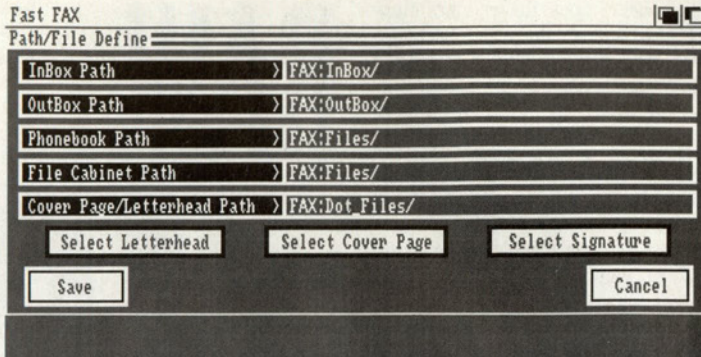 Fast FAX
Path/File Define
InBox Path > FAX:InBox/
OutBox Path > FAX:OutBox/
Phonebook Path > FAX:Files/
File Cabinet Path > FAX:Files/
Cover Page/Letterhead Path > FAX:Dot_Files/
Select Letterhead Select Cover Page Select Signature
Save Cancel